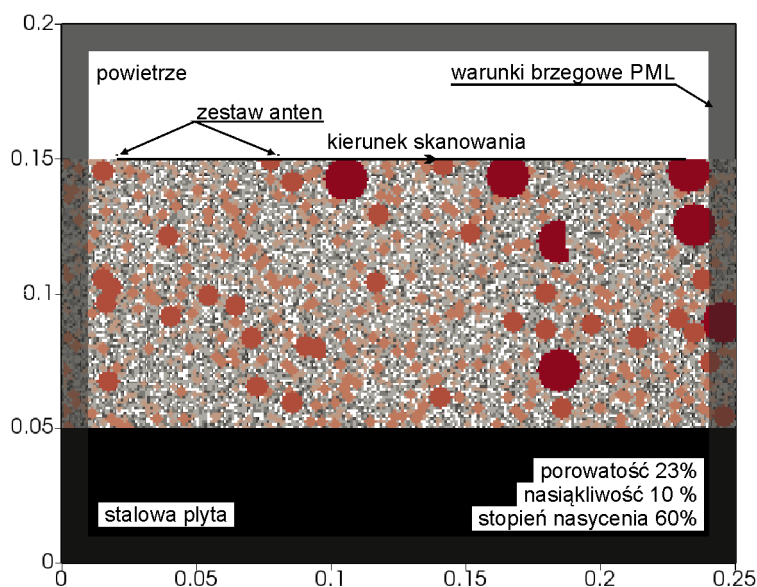 0.2
powietrze
warunki brzegowe PML
zestaw anten
kierunek skanowania
0.15
0.1
0.05
porowatość 23%
nasiąkliwość 10 %
stopień nasycenia 60%
stalowa plyta
0
0
0.05
0.1
0.15
0.2
0.25